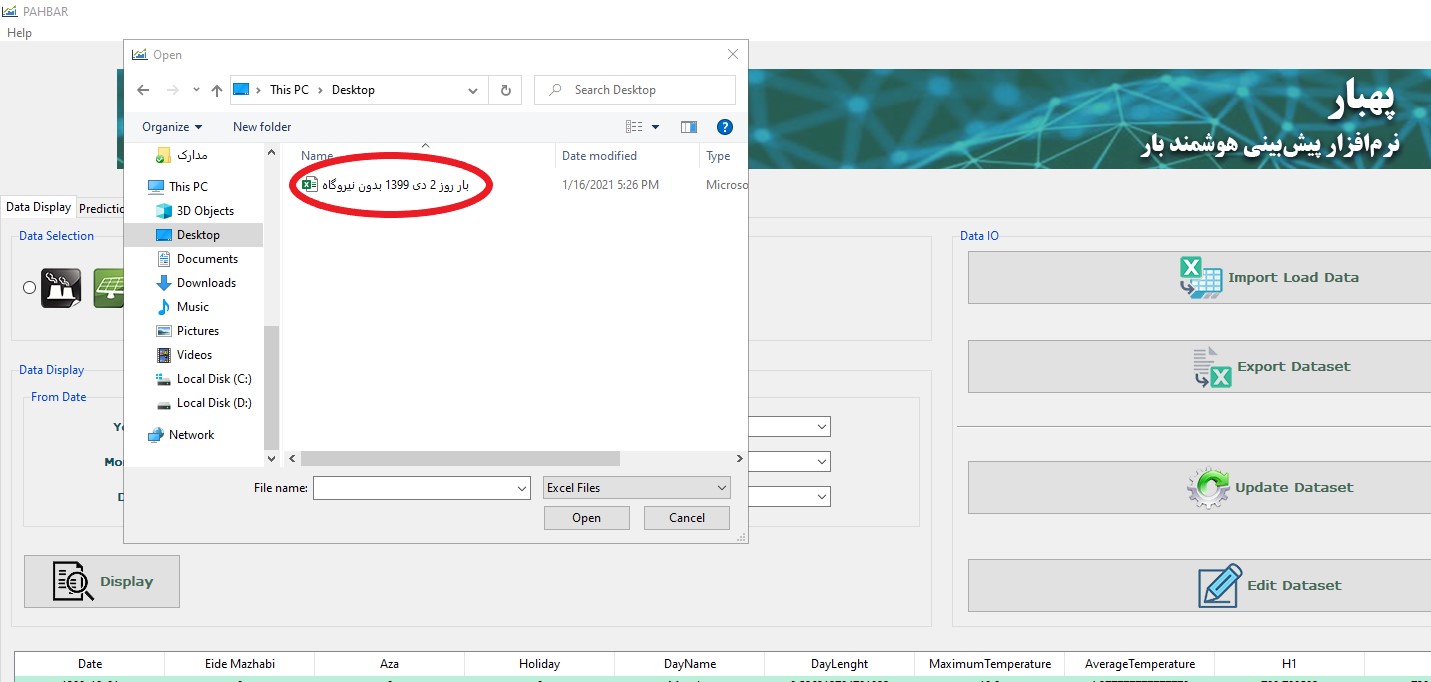 PAHBAR
Help
Open
This PC
Desktop
Search Desktop
Organize
New folder
پهبار
نرم‌افزار پیش‌بینی هوشمند بار
مدارک
This PC
3D Objects
Desktop
Documents
Downloads
Music
Pictures
Videos
Local Disk (C:)
Local Disk (D:)
Network
Name
Date modified
Type
بار روز 2 دی 1399 بدون نیروگاه
1/16/2021 5:26 PM
Microso
File name:
Excel Files
Open
Cancel
Data Display
Predictio
Data Selection
Data Display
From Date
Mo
Display
Data IO
Import Load Data
Export Dataset
Update Dataset
Edit Dataset
Date
Eide Mazhabi
Aza
Holiday
DayName
DayLenght
MaximumTemperature
AverageTemperature
H1